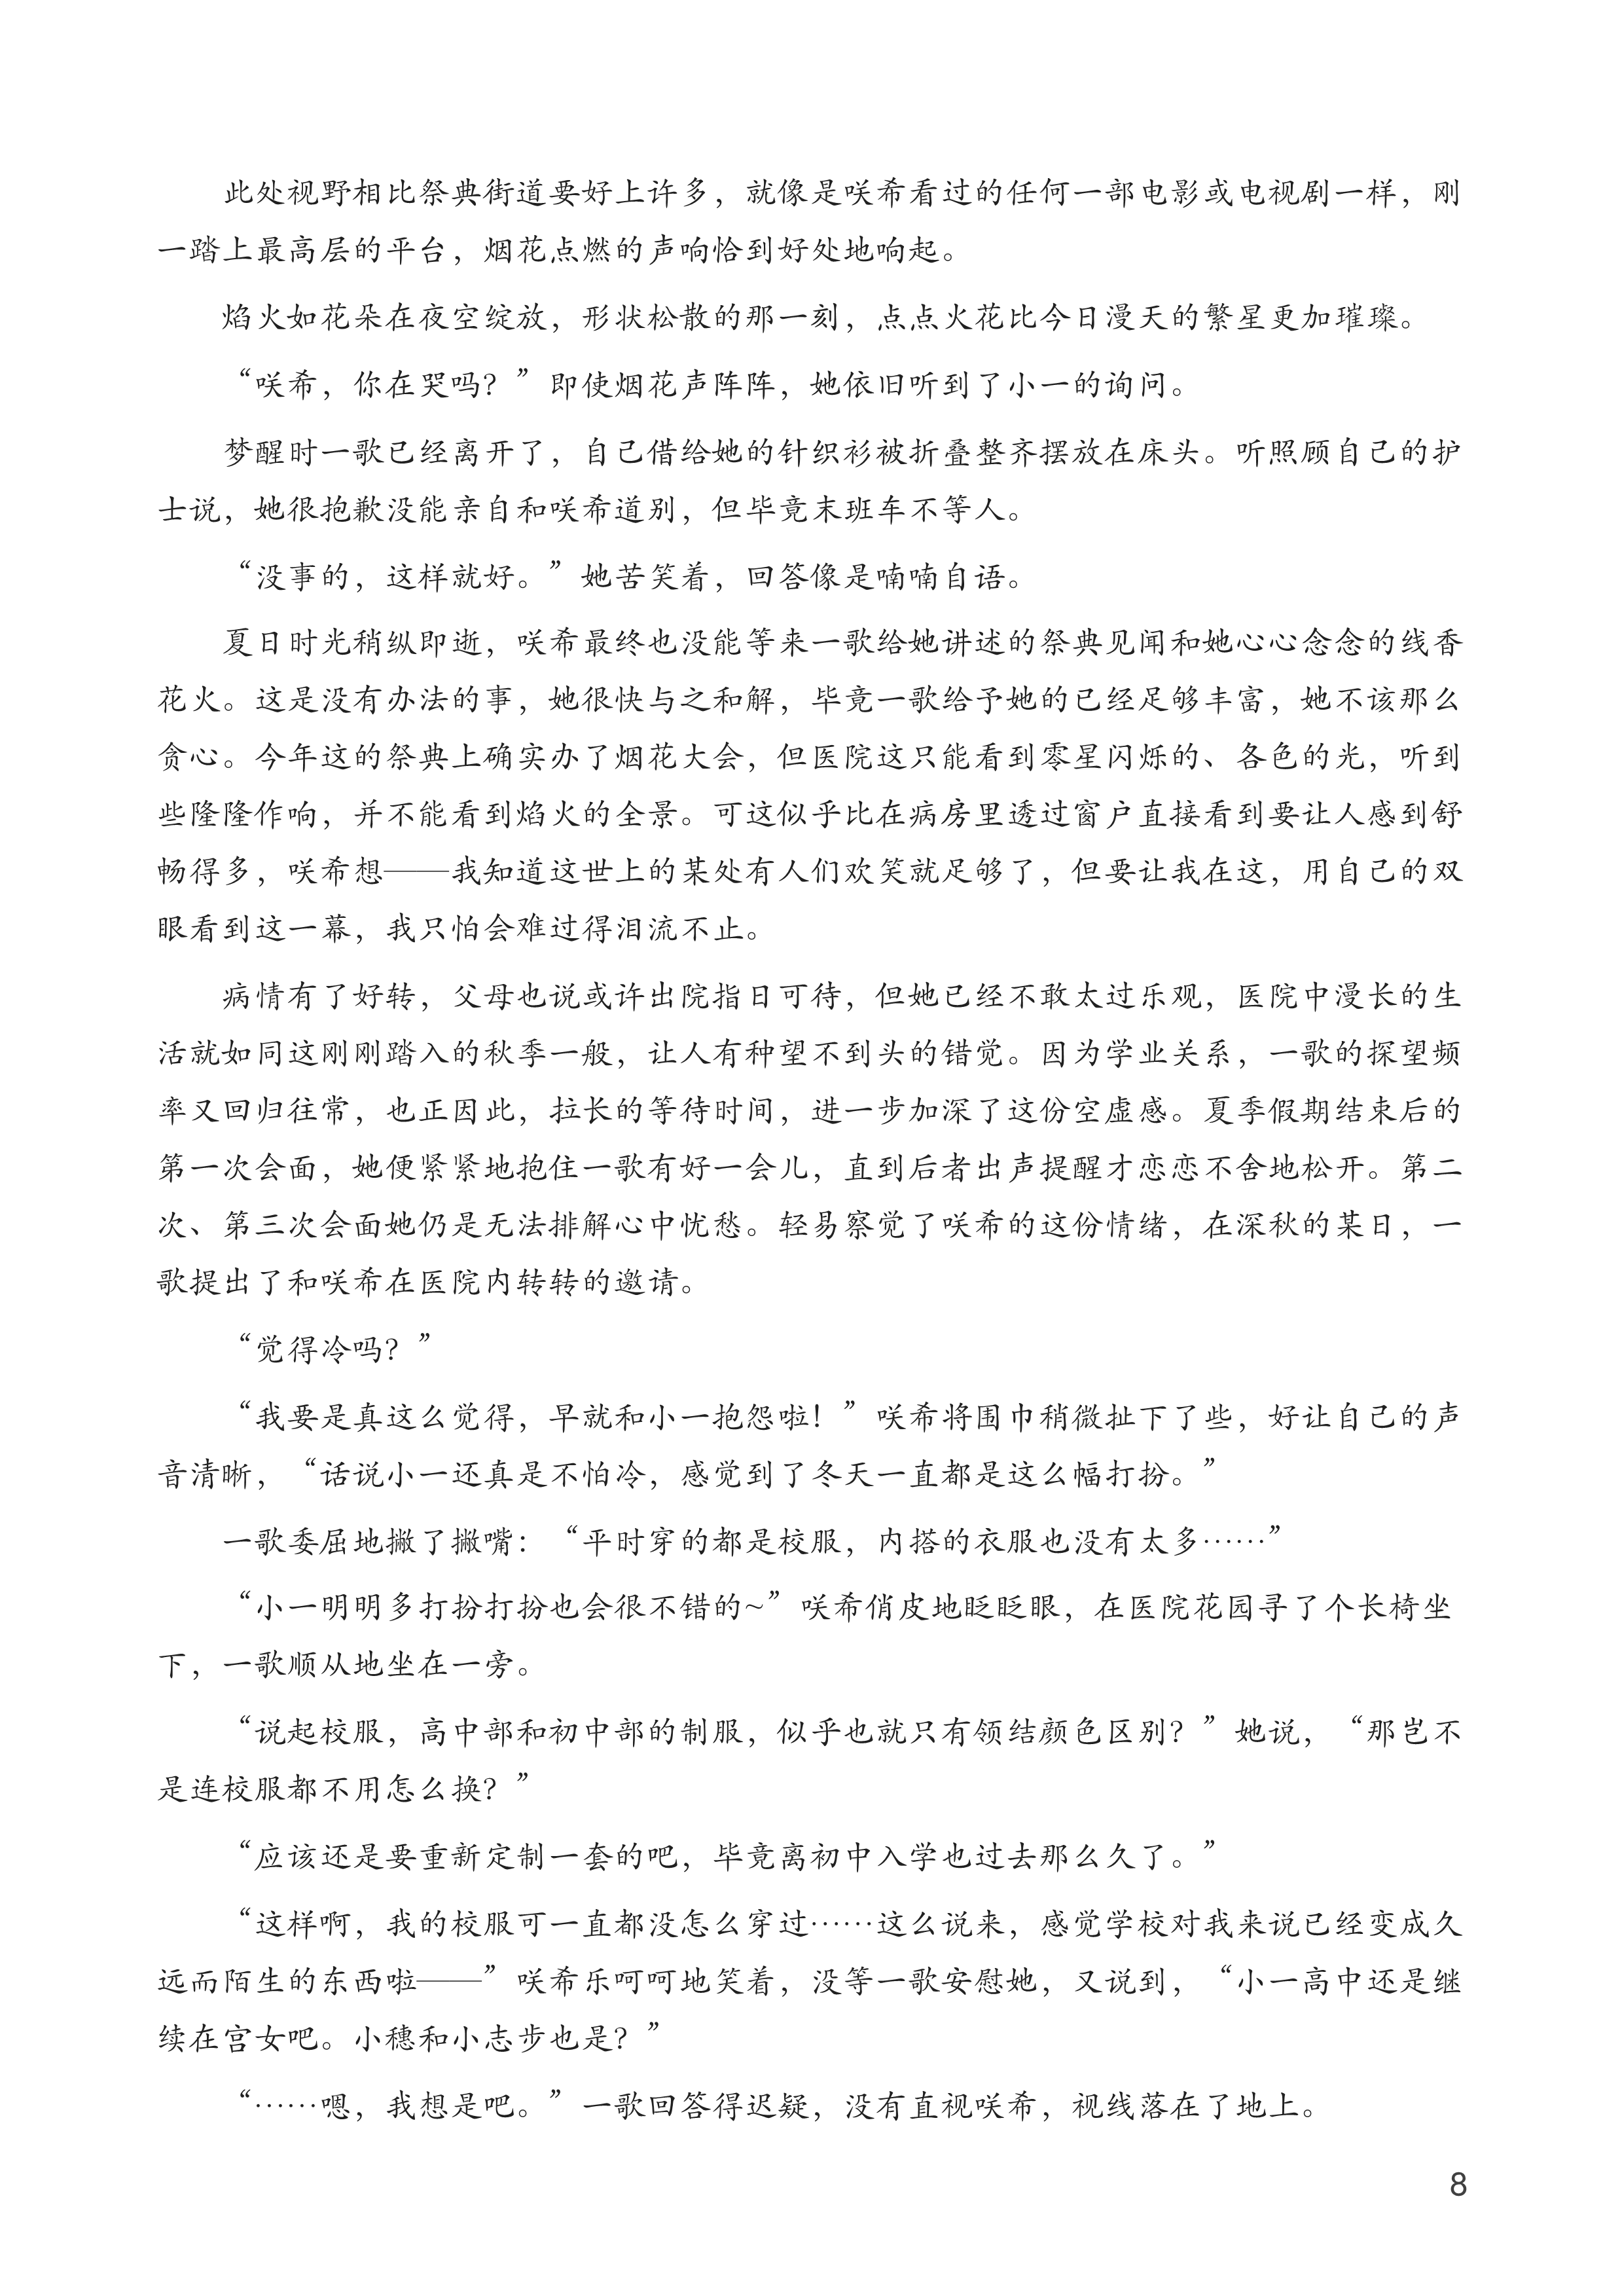 此处视野相比祭典街道要好上许多，就像是咲希看过的任何一部电影或电视剧一样，刚
一踏上最高层的平台，烟花点燃的声响恰到好处地响起。
焰火如花朵在夜空绽放，形状松散的那一刻，点点火花比今日漫天的繁星更加璀璨。
“咲希，你在哭吗？”即使烟花声阵阵，她依旧听到了小一的询问。
梦醒时一歌已经离开了，自己借给她的针织衫被折叠整齐摆放在床头。听照顾自己的护
士说，她很抱歉没能亲自和咲希道别，但毕竟末班车不等人。
“没事的，这样就好。”她苦笑着，回答像是喃喃自语。
夏日时光稍纵即逝，咲希最终也没能等来一歌给她讲述的祭典见闻和她心心念念的线香
花火。这是没有办法的事，她很快与之和解，毕竟一歌给予她的已经足够丰富，她不该那么
贪心。今年这的祭典上确实办了烟花大会，但医院这只能看到零星闪烁的、各色的光，听到
些隆隆作响，并不能看到焰火的全景。可这似乎比在病房里透过窗户直接看到要让人感到舒
畅得多，咲希想——我知道这世上的某处有人们欢笑就足够了，但要让我在这，用自己的双
眼看到这一幕，我只怕会难过得泪流不止。
病情有了好转，父母也说或许出院指日可待，但她已经不敢太过乐观，医院中漫长的生
活就如同这刚刚踏入的秋季一般，让人有种望不到头的错觉。因为学业关系，一歌的探望频
率又回归往常，也正因此，拉长的等待时间，进一步加深了这份空虚感。夏季假期结束后的
第一次会面，她便紧紧地抱住一歌有好一会儿，直到后者出声提醒才恋恋不舍地松开。第二
次、第三次会面她仍是无法排解心中忧愁。轻易察觉了咲希的这份情绪，在深秋的某日，一
歌提出了和咲希在医院内转转的邀请。
“觉得冷吗？”
“我要是真这么觉得，早就和小一抱怨啦！”咲希将围巾稍微扯下了些，好让自己的声
音清晰，“话说小一还真是不怕冷，感觉到了冬天一直都是这么幅打扮。”
一歌委屈地撇了撇嘴：“平时穿的都是校服，内搭的衣服也没有太多……”
“小一明明多打扮打扮也会很不错的~”咲希俏皮地眨眨眼，在医院花园寻了个长椅坐
下，一歌顺从地坐在一旁。
“说起校服，高中部和初中部的制服，似乎也就只有领结颜色区别？”她说，“那岂不
是连校服都不用怎么换？”
“应该还是要重新定制一套的吧，毕竟离初中入学也过去那么久了。”
“这样啊，我的校服可一直都没怎么穿过……这么说来，感觉学校对我来说已经变成久
远而陌生的东西啦——”咲希乐呵呵地笑着，没等一歌安慰她，又说到，“小一高中还是继
续在宫女吧。小穗和小志步也是？”
“……嗯，我想是吧。”一歌回答得迟疑，没有直视咲希，视线落在了地上。
8